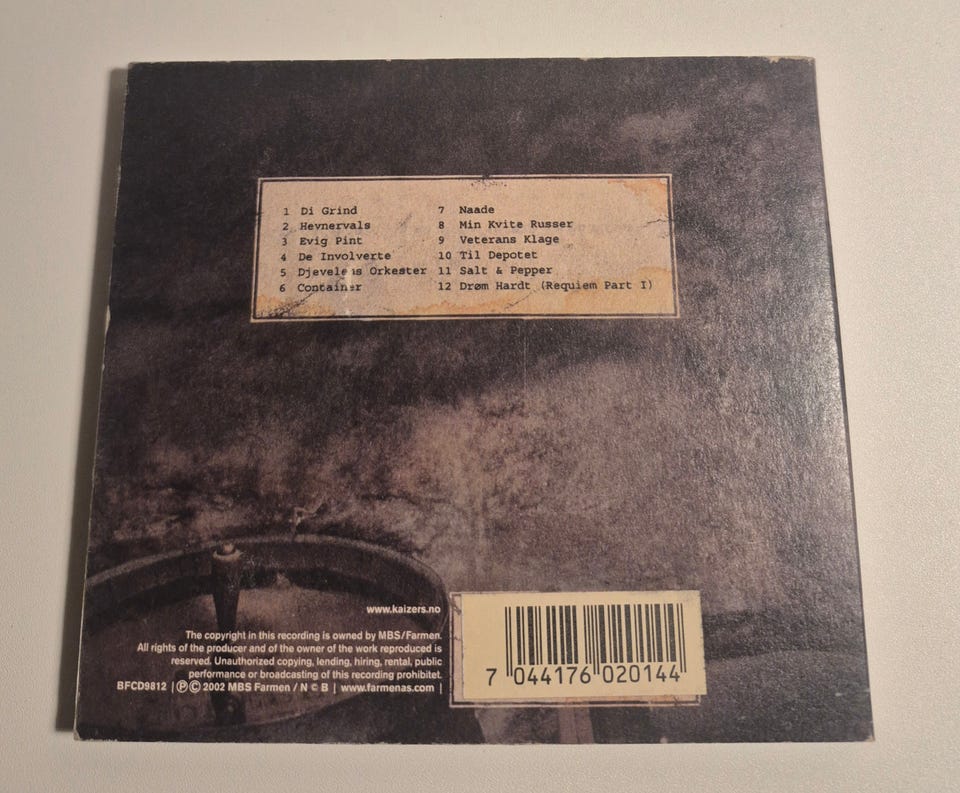 1 Di Grind
2 Hevnervals
3 Evig Pint
4 De Involverte
5 Djevelens Orkester
6 Container
7 Naade
8 Min Kvite Russer
9 Veterans Klage
10 Til Depotet
11 Salt & Pepper
12 Drøm Hardt (Requiem Part I)
www.kaizers.no
The copyright in this recording is owned by MBS/Farmen.
All rights of the producer and of the owner of the work reproduced is
reserved. Unauthorized copying, lending, hiring, rental, public
performance or broadcasting of this recording prohibitet.
BFCD9812 | ℗ © 2002 MBS Farmen / N © B | www.farmenas.com |
7 044176 020144